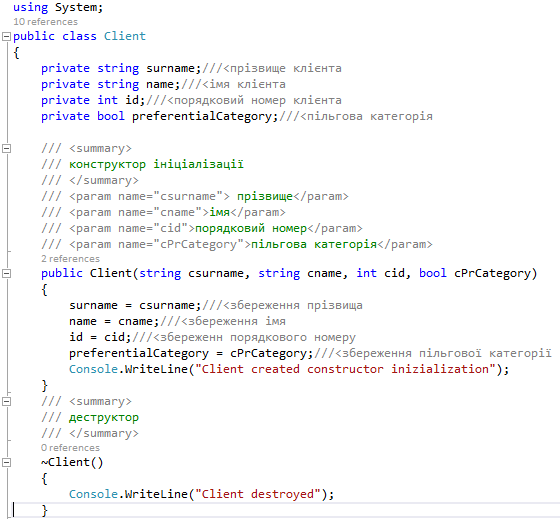 using System;
10 references
public class Client
{
private string surname;///<прізвище клієнта
private string name;///<імя клієнта
private int id;///<порядковий номер клієнта
private bool preferentialCategory;///<пільгова категорія
/// <summary>
/// конструктор ініціалізації
/// </summary>
/// <param name="csurname"> прізвище</param>
/// <param name="cname">імя</param>
/// <param name="cid">порядковий номер</param>
/// <param name="cPrCategory">пільгова категорія</param>
2 references
public Client(string csurname, string cname, int cid, bool cPrCategory)
{
surname = csurname;///<збереження прізвища
name = cname;///<збереження імя
id = cid;///<збереженн порядкового номеру
preferentialCategory = cPrCategory;///<збереження пільгової категорії
Console.WriteLine("Client created constructor inizialization");
}
/// <summary>
/// деструктор
/// </summary>
0 references
~Client()
{
Console.WriteLine("Client destroyed");
}